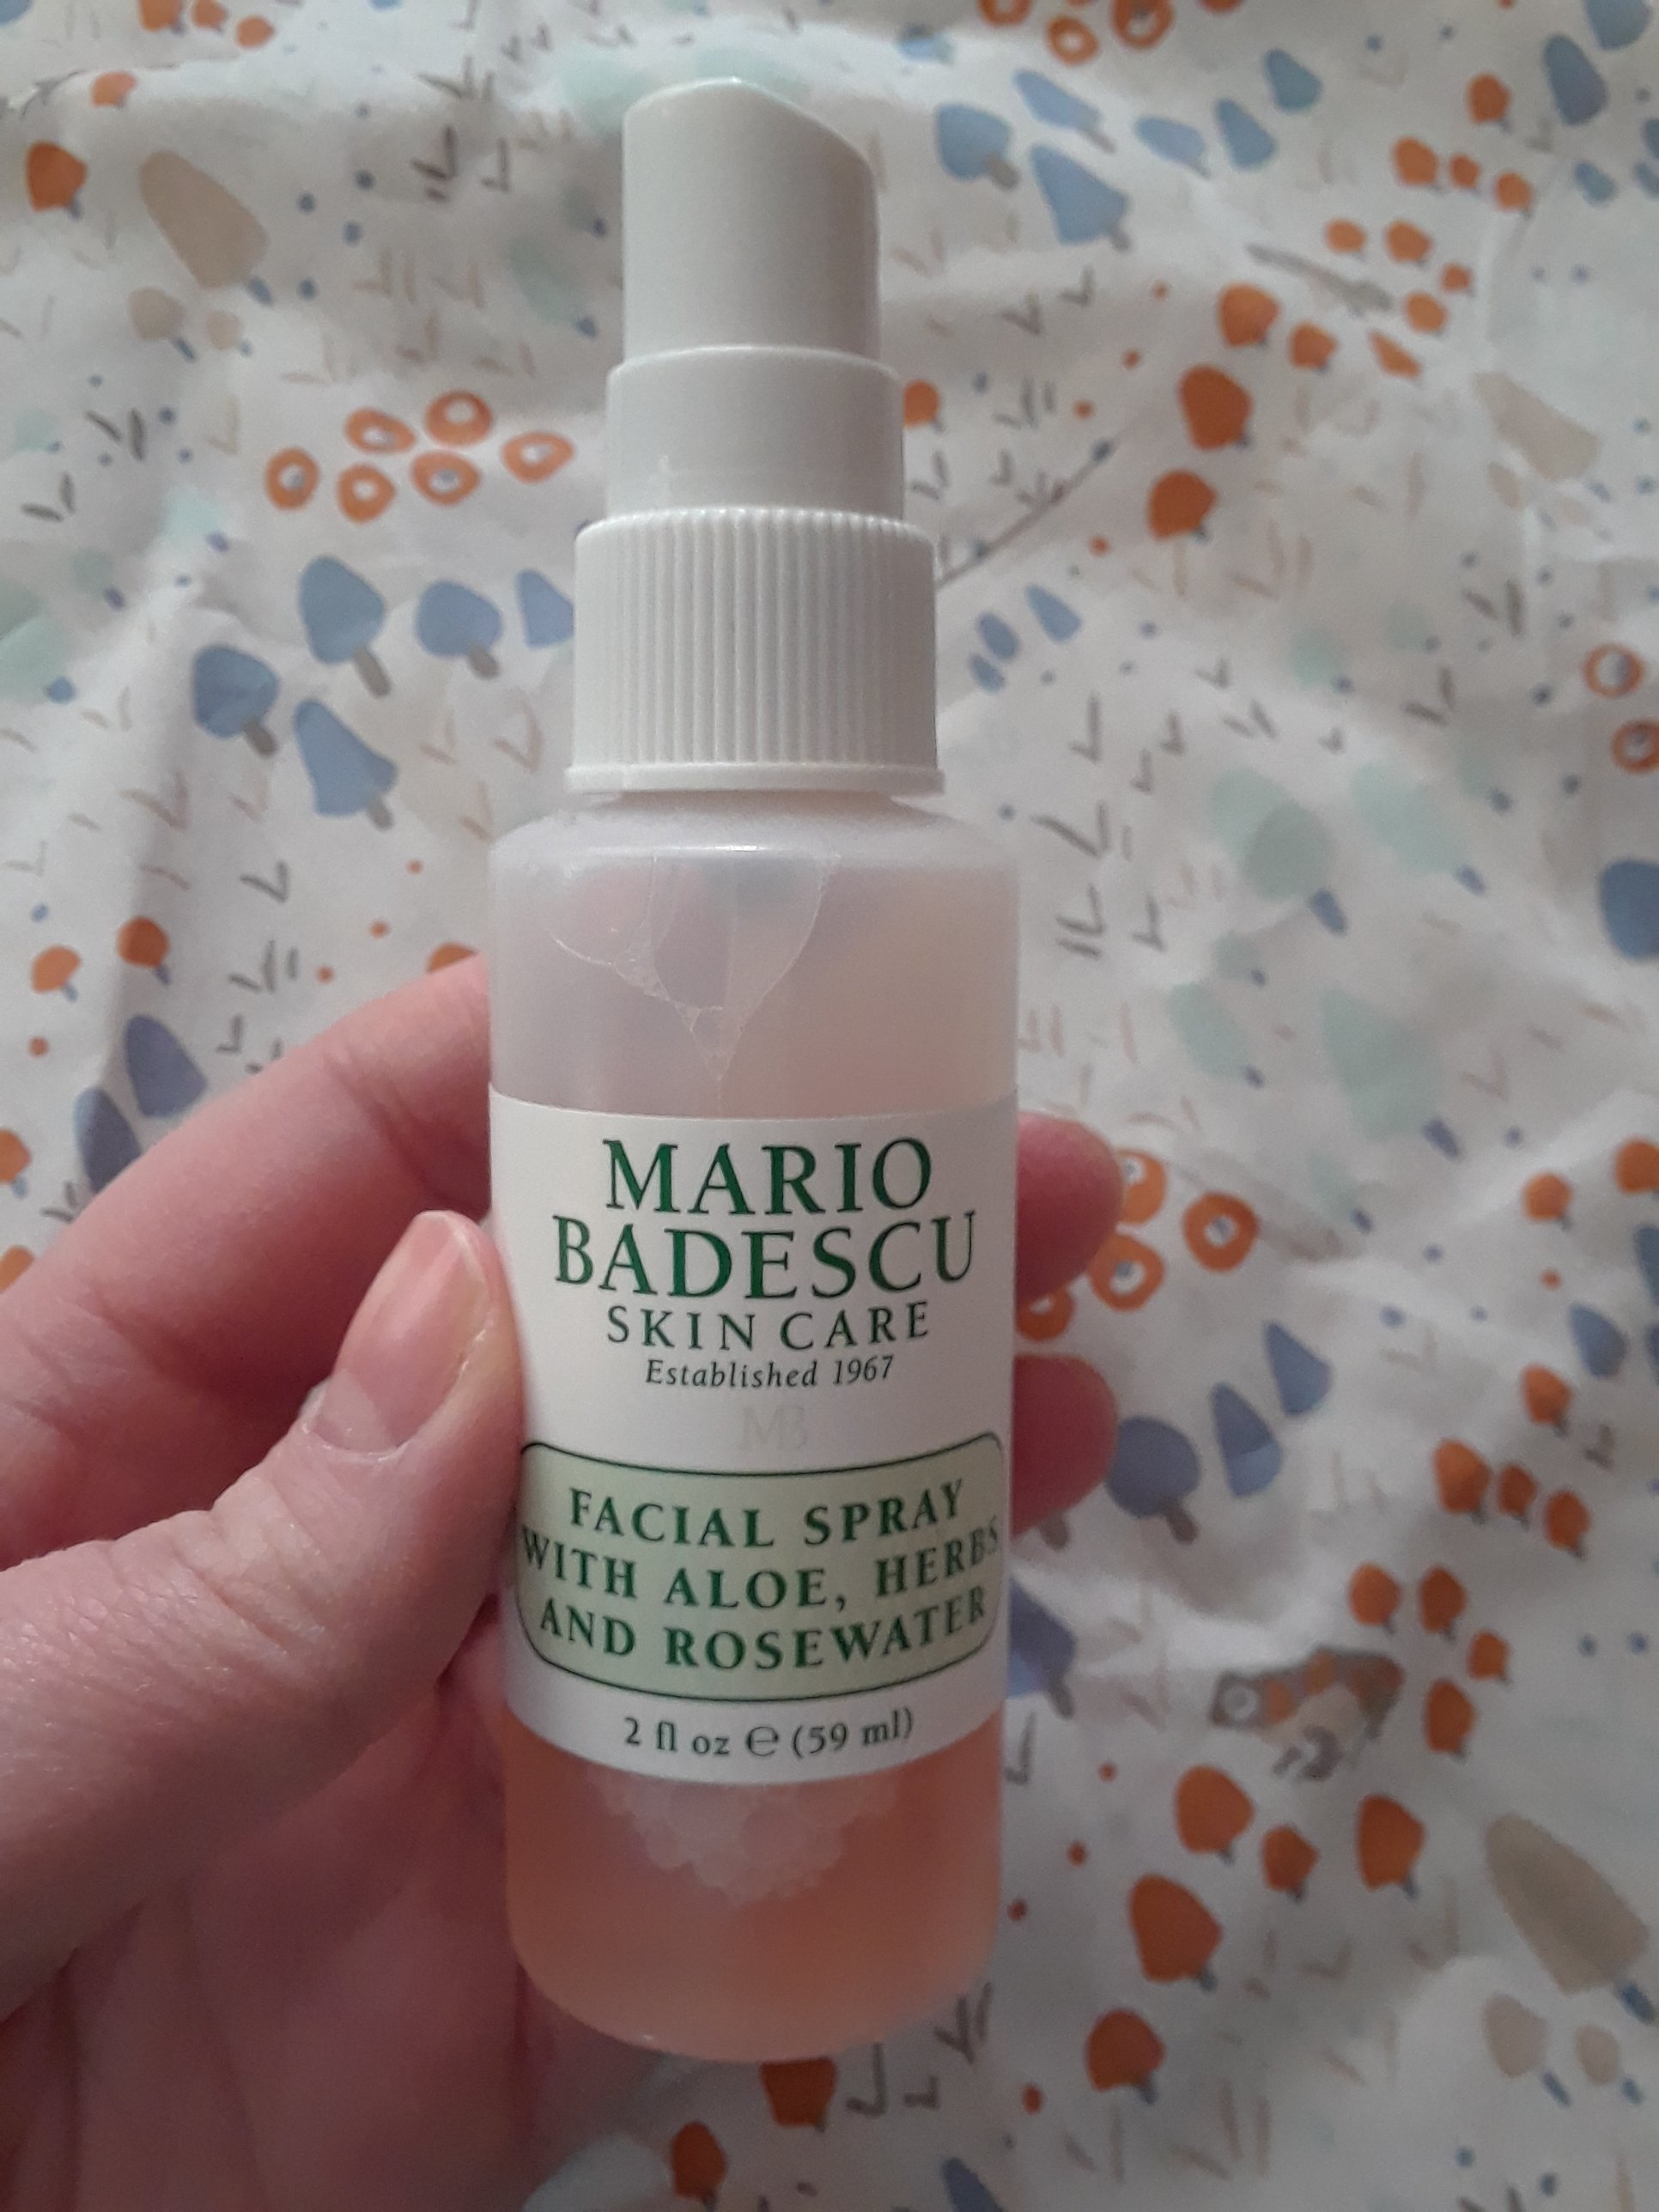 MARIO
BADESCU
SKIN CARE
Established 1967
MB
FACIAL SPRAY
WITH ALOE, HERBS
AND ROSEWATER
2 fl oz ℮ (59 ml)